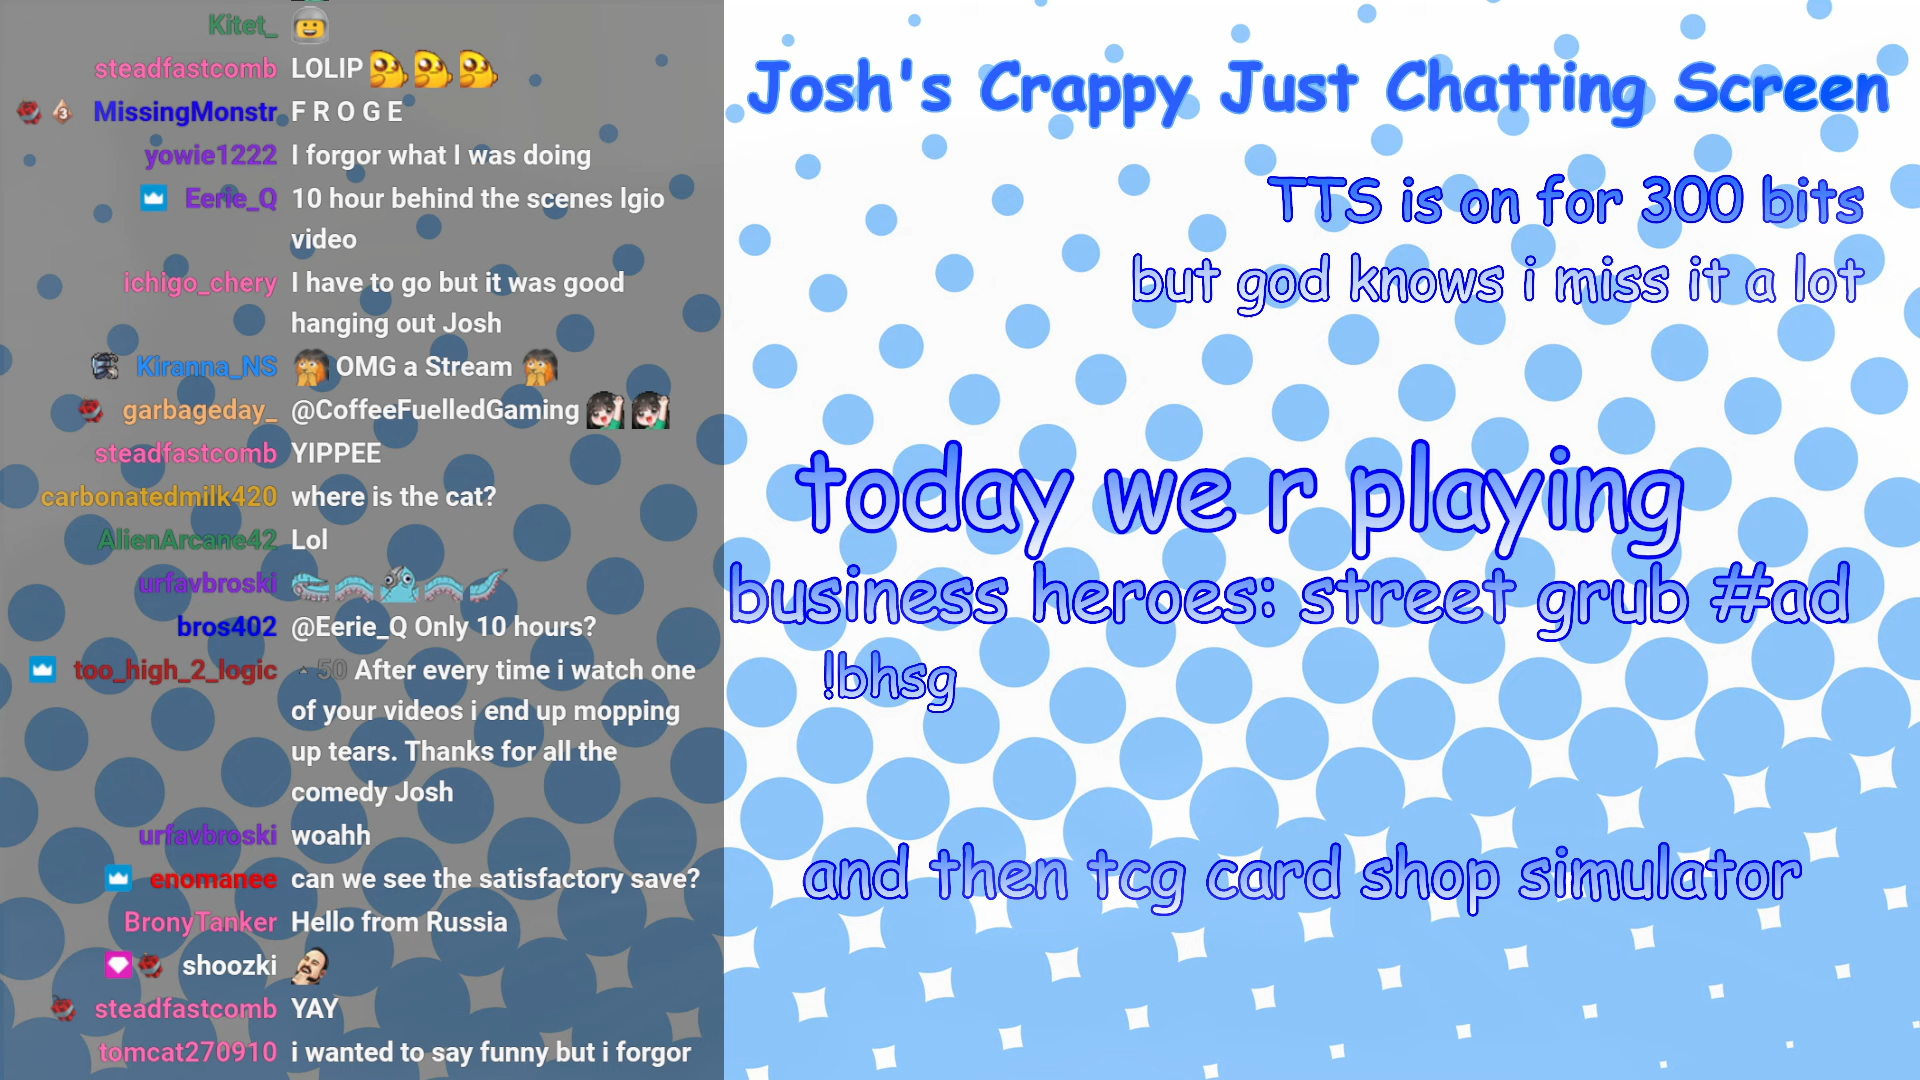 Kitet_
steadfastcomb LOLIP
3 MissingMonstr F R O G E
yowie1222 I forgor what I was doing
Eerie_Q 10 hour behind the scenes lgio
video
ichigo_chery I have to go but it was good
hanging out Josh
Kiranna_NS OMG a Stream
garbageday_ @CoffeeFuelledGaming
steadfastcomb YIPPEE
carbonatedmilk420 where is the cat?
AlienArcane42 Lol
urfavbroski
bros402 @Eerie_Q Only 10 hours?
too_high_2_logic 50 After every time i watch one
of your videos i end up mopping
up tears. Thanks for all the
comedy Josh
urfavbroski woahh
enomanee can we see the satisfactory save?
BronyTanker Hello from Russia
shoozki
steadfastcomb YAY
tomcat270910 i wanted to say funny but i forgor
Josh's Crappy Just Chatting Screen
TTS is on for 300 bits
but god knows i miss it a lot
today we r playing
business heroes: street grub #ad
!bhsg
and then tcg card shop simulator